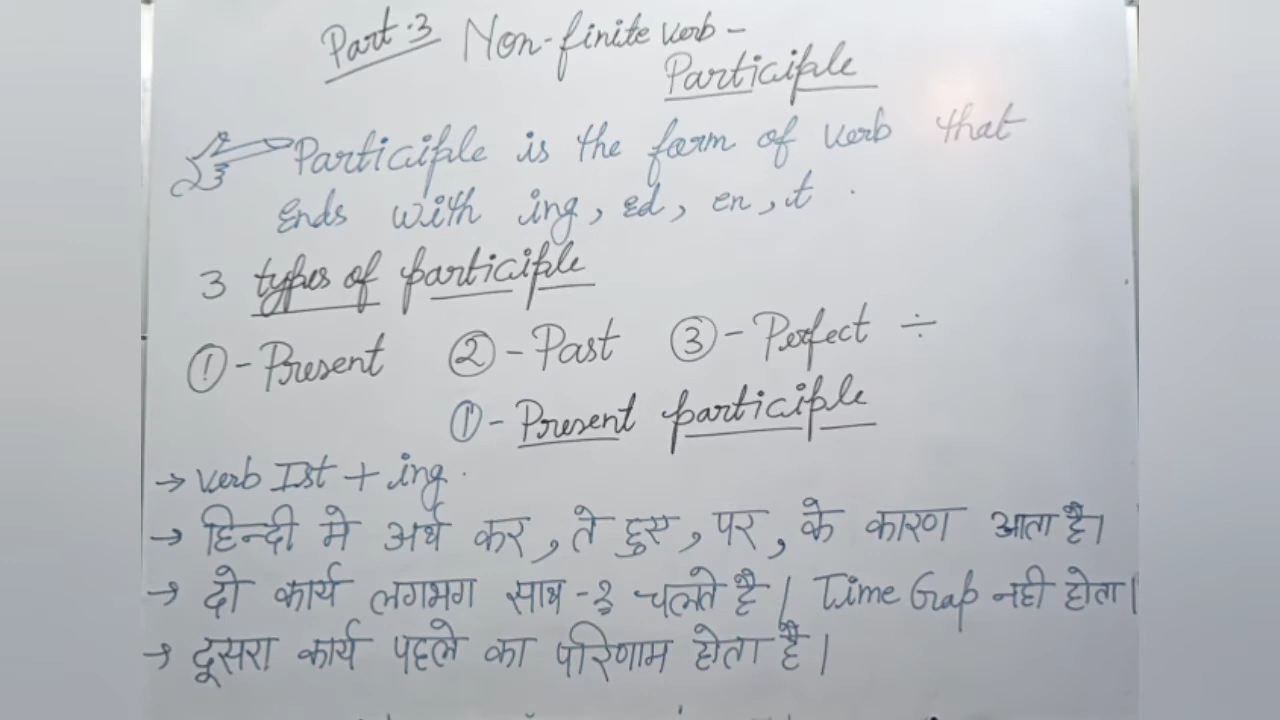 Part.3 Non-finite verb -
Participle
Participle is the form of verb that
Ends with ing, Ed, en, t.
3 types of participle
① - Present ② - Past ③ - Perfect ÷
① - Present participle
→ verb Ist + ing.
→ हिन्दी मे अर्थ कर, ते हुए, पर, के कारण आता है।
→ दो कार्य लगभग साथ-२ चलते है। Time Gap नही होता।
→ दूसरा कार्य पहले का परिणाम होता है।